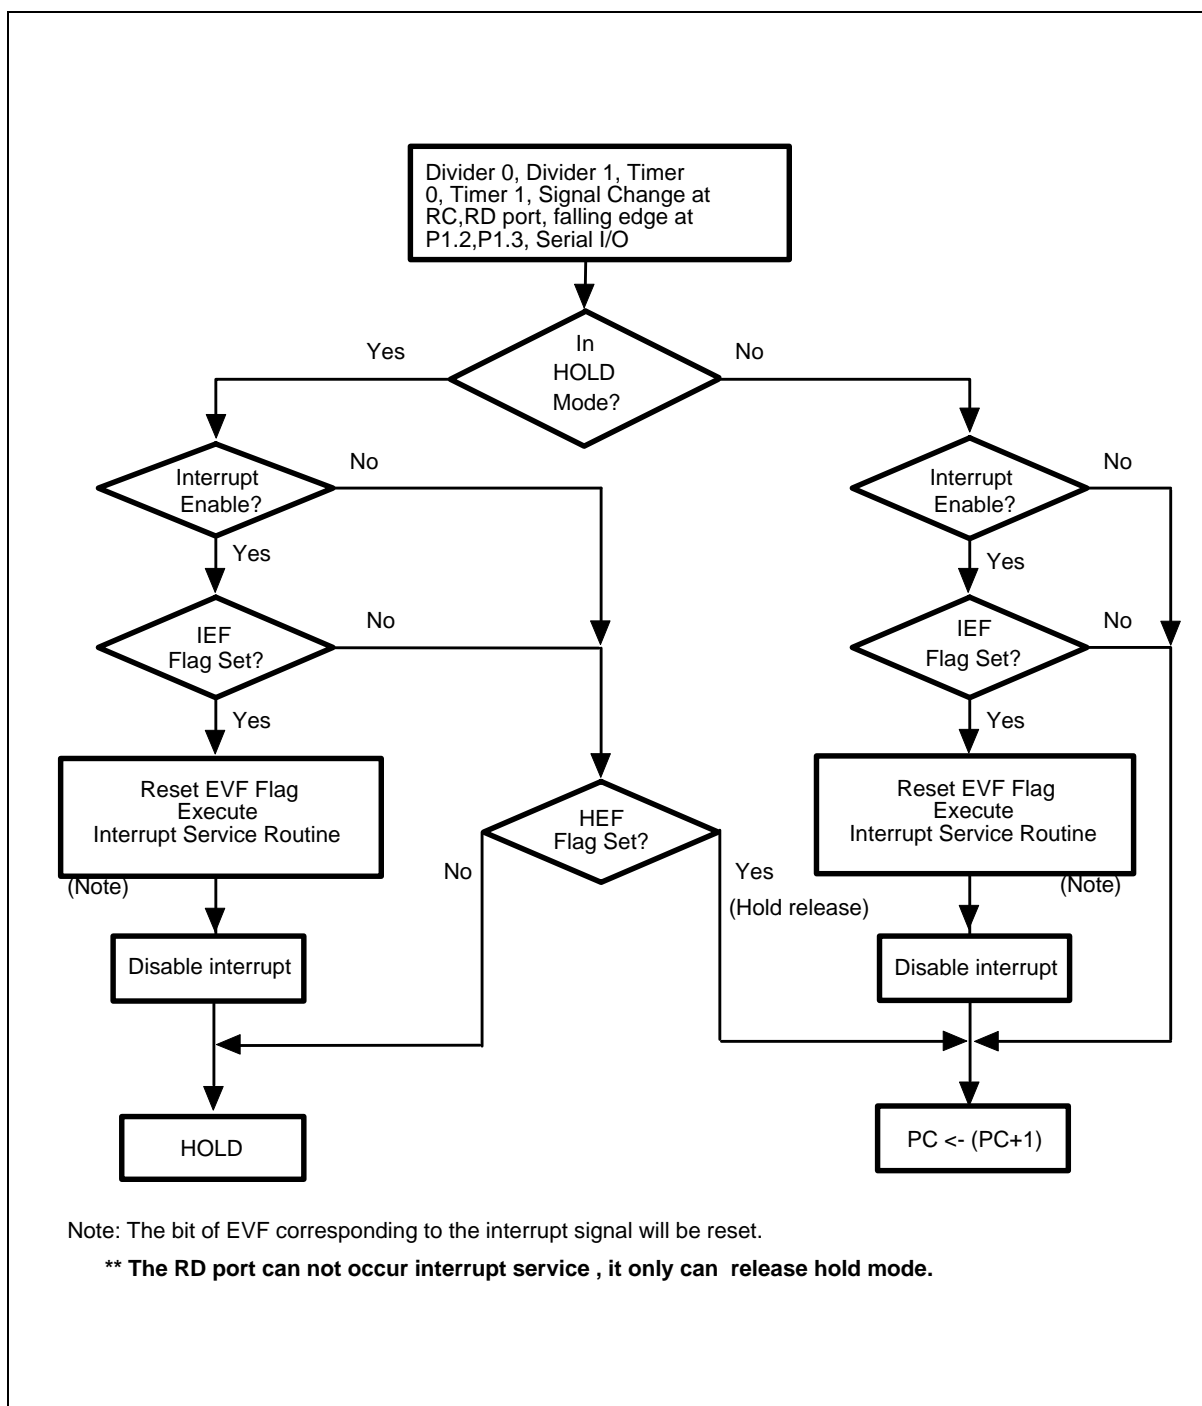 Divider 0, Divider 1, Timer
0, Timer 1, Signal Change at
RC,RD port, falling edge at
P1.2,P1.3, Serial I/O
In
HOLD
Mode?
Yes
No
Interrupt
Enable?
No
Yes
IEF
Flag Set?
No
Yes
Reset EVF Flag
Execute
Interrupt Service Routine
(Note)
Disable interrupt
HOLD
HEF
Flag Set?
No
Yes
(Hold release)
Interrupt
Enable?
No
Yes
IEF
Flag Set?
No
Yes
Reset EVF Flag
Execute
Interrupt Service Routine
(Note)
Disable interrupt
PC <- (PC+1)
Note: The bit of EVF corresponding to the interrupt signal will be reset.
** The RD port can not occur interrupt service , it only can  release hold mode.